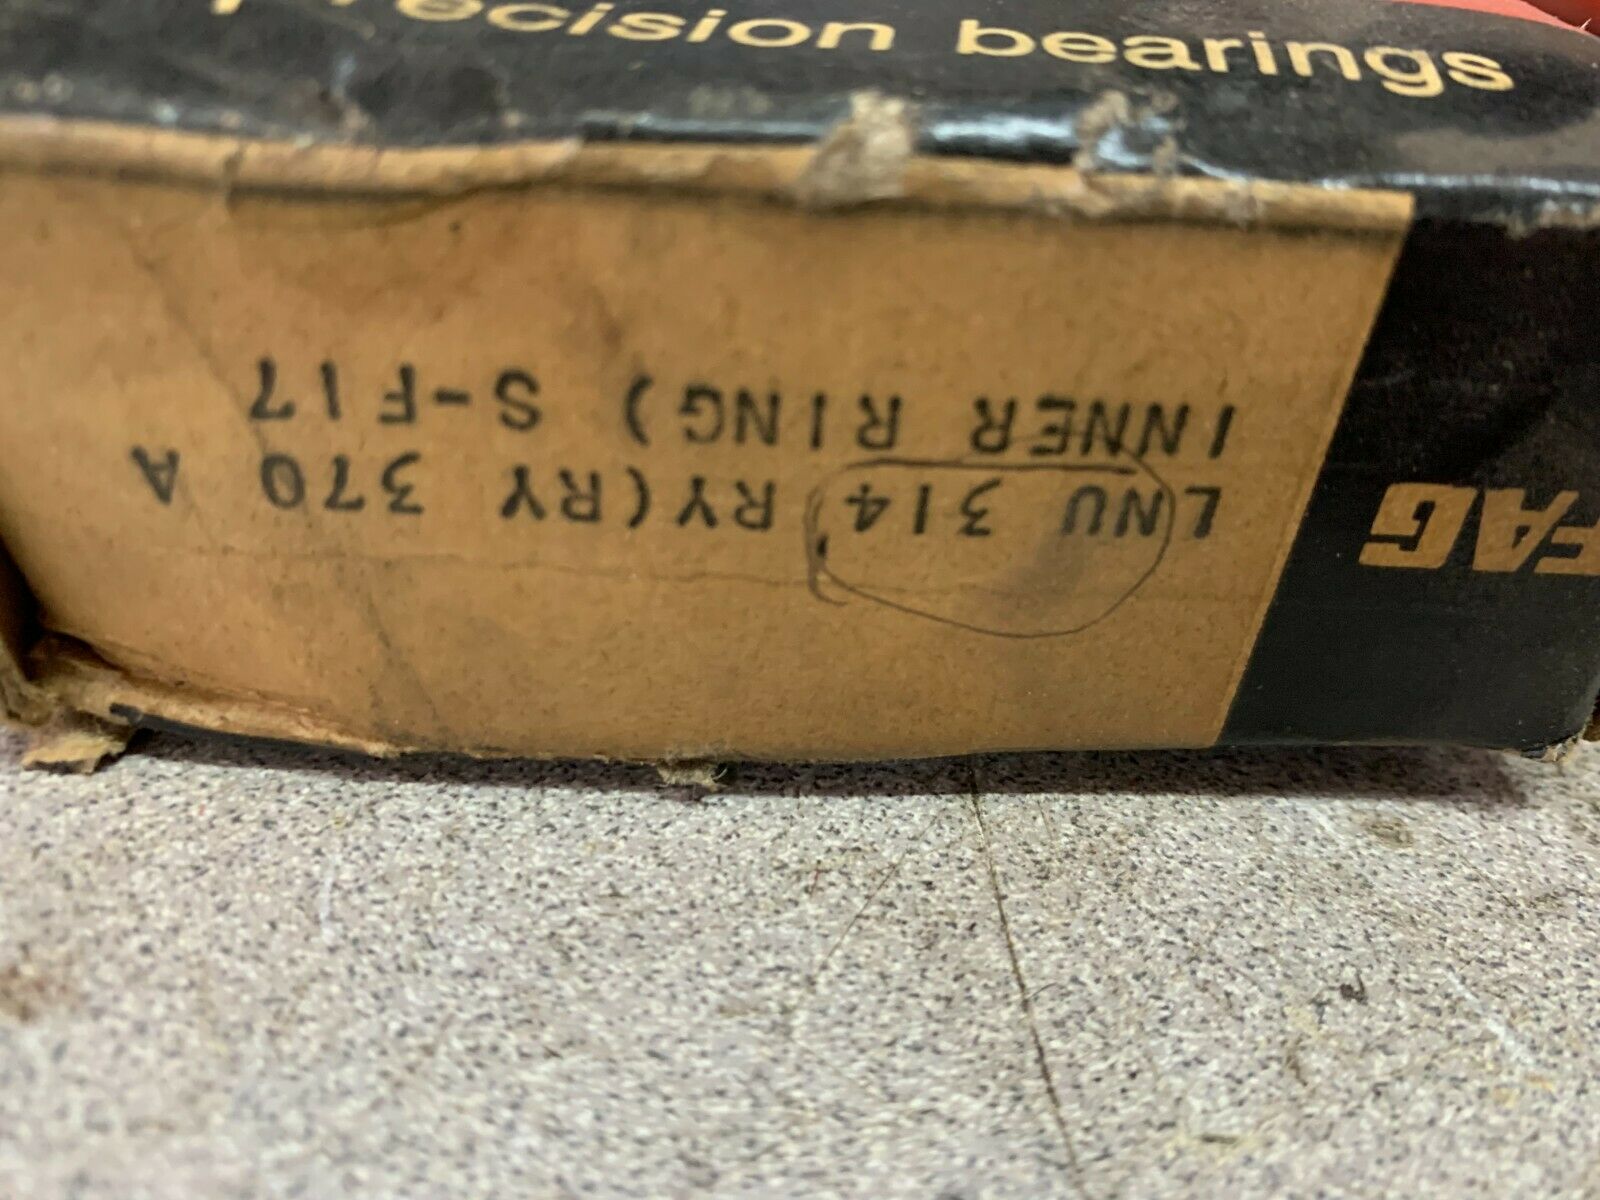 precision bearings
FAG
LNU 314 RY(RY 370 A
INNER RING) S-F17